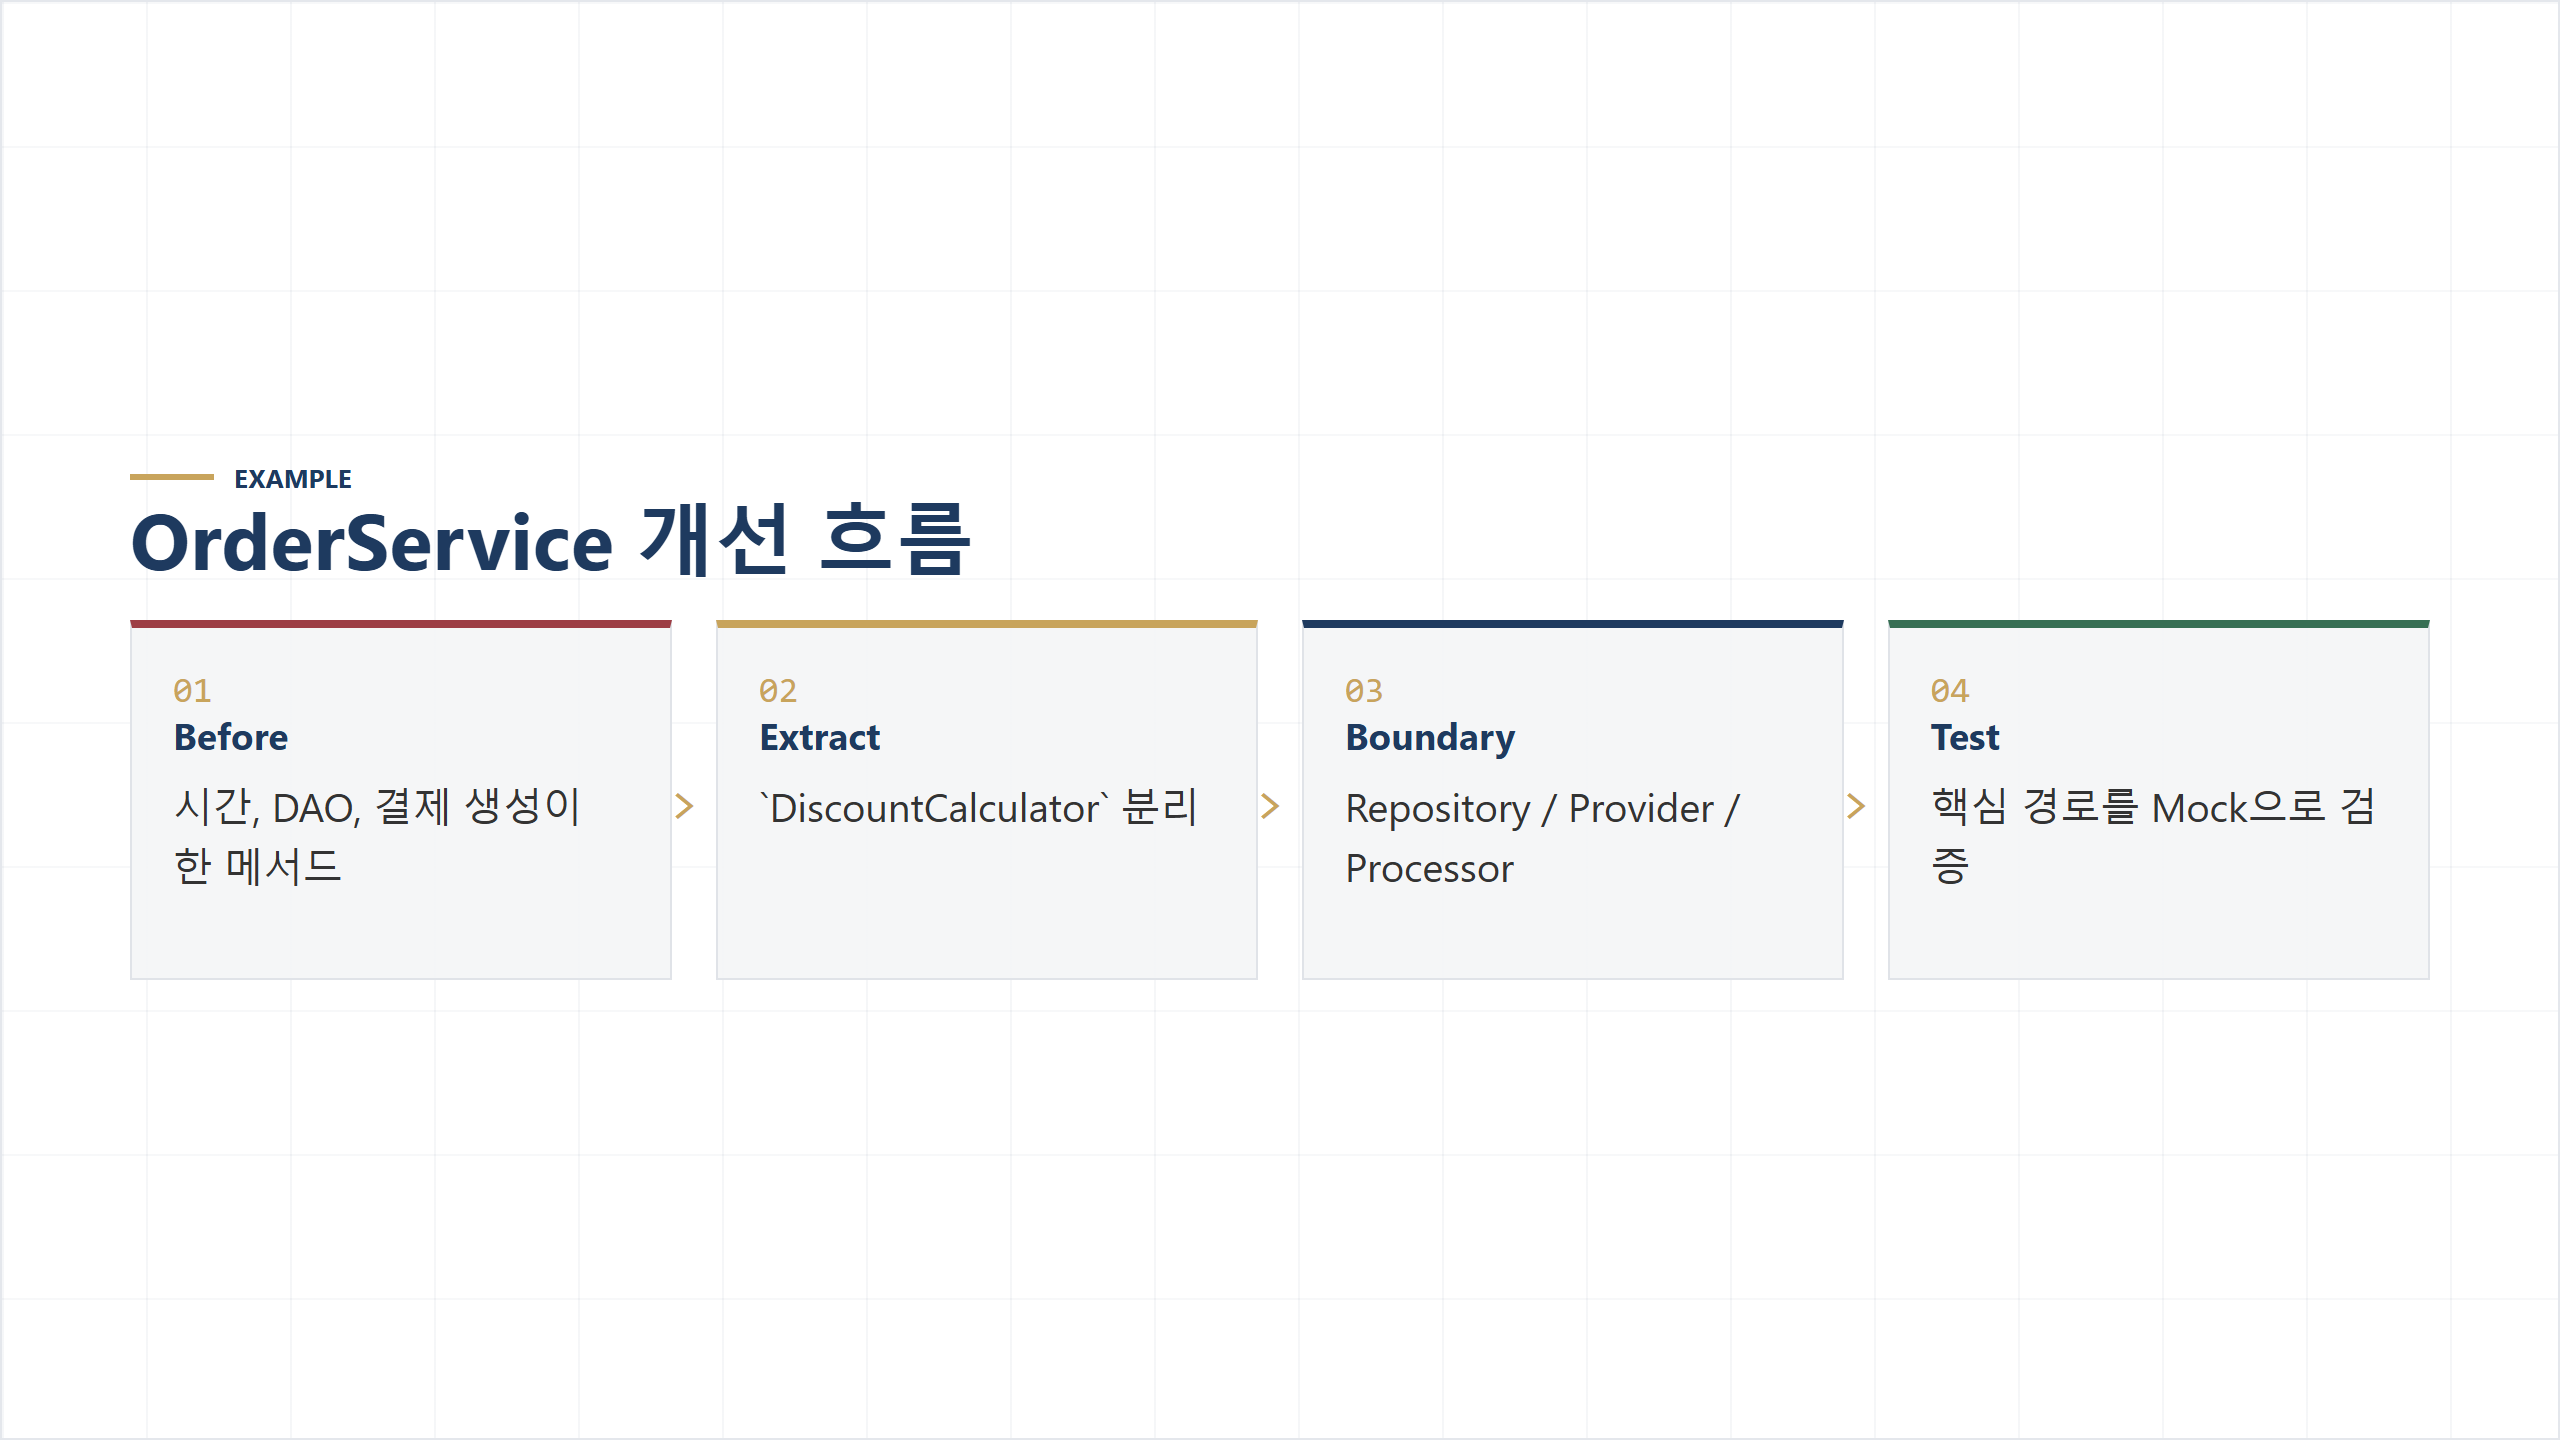 EXAMPLE
OrderService 개선 흐름
01
Before
시간, DAO, 결제 생성이
한 메서드
02
Extract
`DiscountCalculator` 분리
03
Boundary
Repository / Provider /
Processor
04
Test
핵심 경로를 Mock으로 검
증